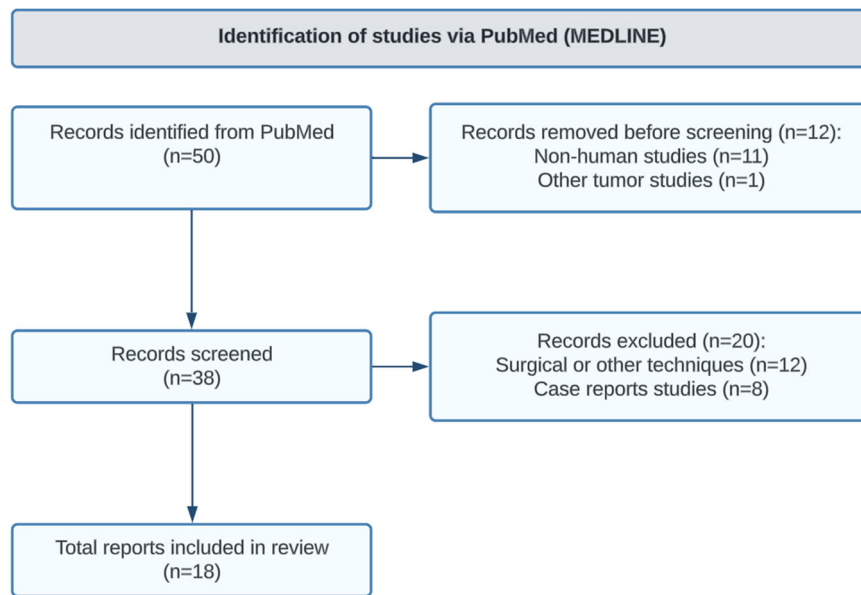 Identification of studies via PubMed (MEDLINE)
Records identified from PubMed
(n=50)
Records removed before screening (n=12):
Non-human studies (n=11)
Other tumor studies (n=1)
Records screened
(n=38)
Records excluded (n=20):
Surgical or other techniques (n=12)
Case reports studies (n=8)
Total reports included in review
(n=18)